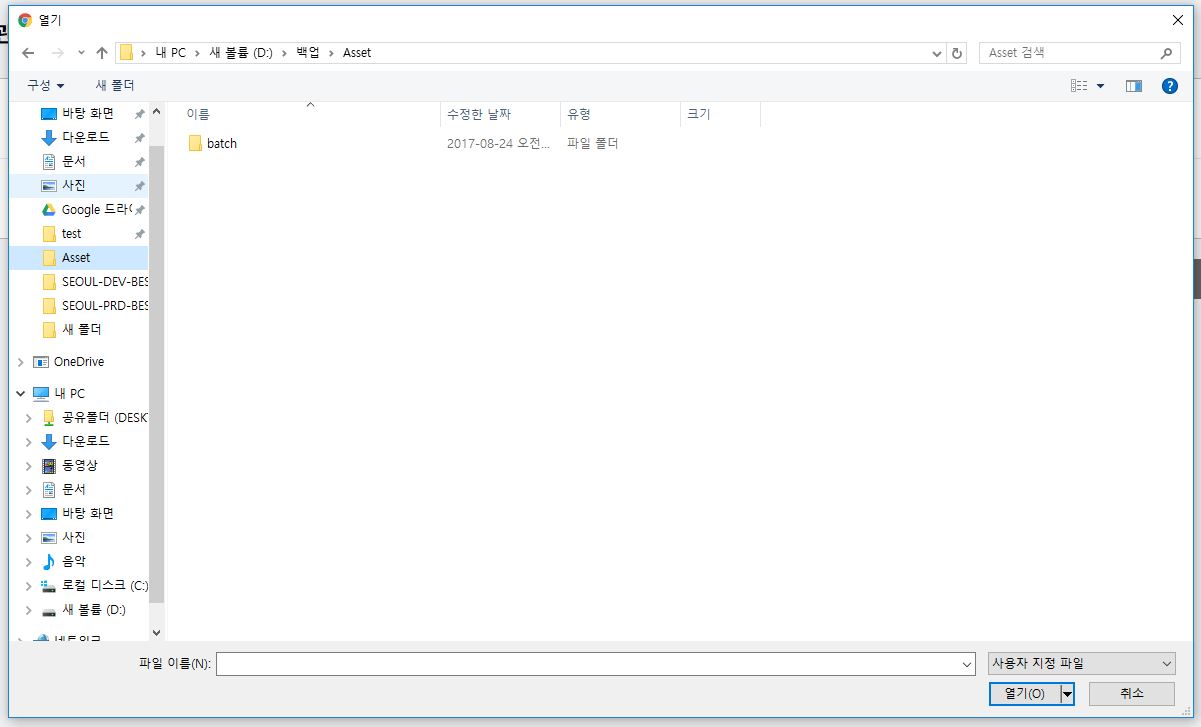 열기
내 PC › 새 볼륨 (D:) › 백업 › Asset
Asset 검색
구성
새 폴더
이름
수정한 날짜
유형
크기
batch
2017-08-24 오전...
파일 폴더
바탕 화면
다운로드
문서
사진
Google 드라이
test
Asset
SEOUL-DEV-BES
SEOUL-PRD-BES
새 폴더
OneDrive
내 PC
공유폴더 (DESKT
다운로드
동영상
문서
바탕 화면
사진
음악
로컬 디스크 (C:)
새 볼륨 (D:)
네트워크
파일 이름(N):
사용자 지정 파일
열기(O)
취소